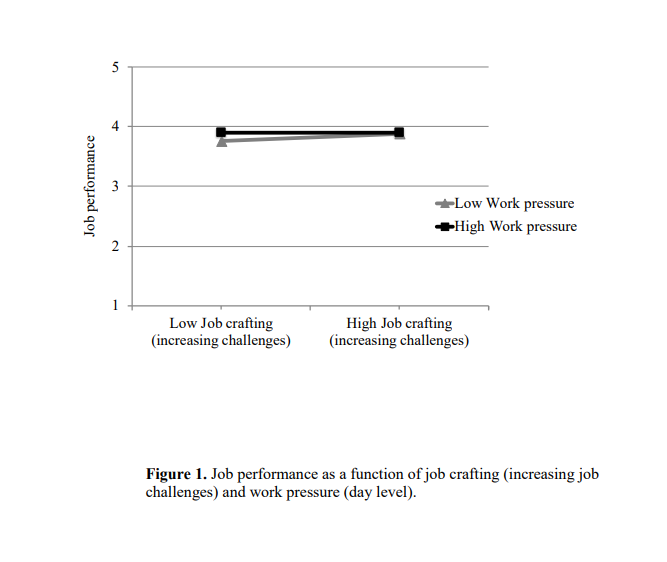 5
4
3
2
1
Job performance
Low Work pressure
High Work pressure
Low Job crafting
(increasing challenges)
High Job crafting
(increasing challenges)
Figure 1. Job performance as a function of job crafting (increasing job
challenges) and work pressure (day level).